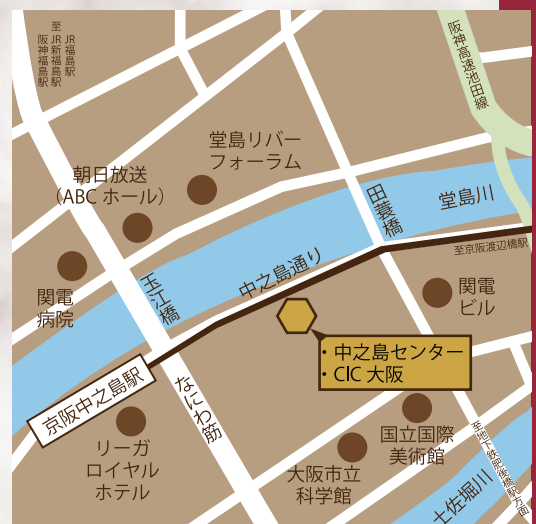 JR福島駅
至JR新福島駅
阪神福島駅
阪神高速池田線
堂島リバー
フォーラム
朝日放送
（ABC ホール）
田蓑橋
堂島川
至京阪渡辺橋駅
関電
病院
玉江橋
中之島通り
関電
ビル
・中之島センター
・CIC 大阪
京阪中之島駅
なにわ筋
リーガ
ロイヤル
ホテル
国立国際
美術館
大阪市立
科学館
至地下鉄肥後橋駅方面
土佐堀川